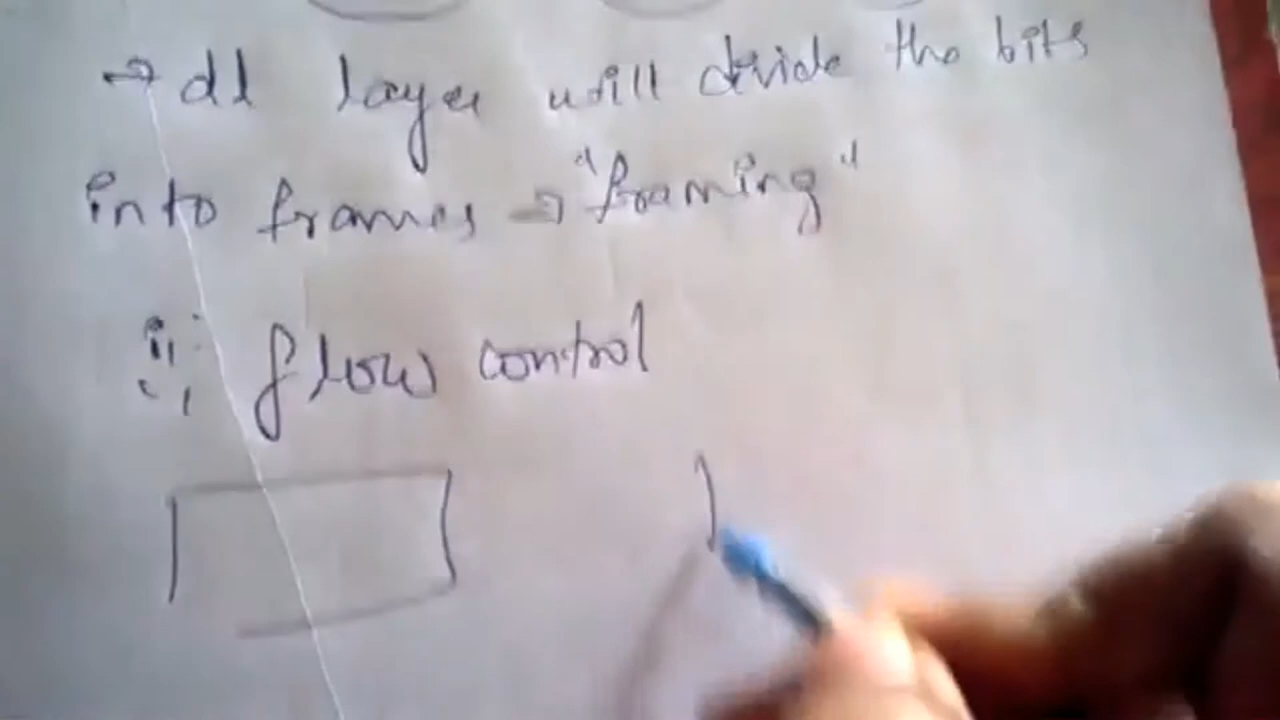 → dl layer will divide the bits
into frames → "framing"
ii, flow control